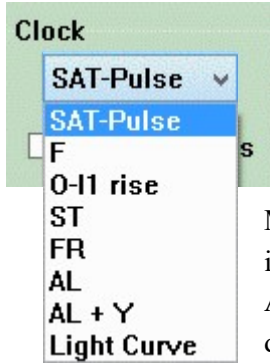 Clock
SAT-Pulse
SAT-Pulse
F
O-I1 rise
ST
FR
AL
AL + Y
Light Curve